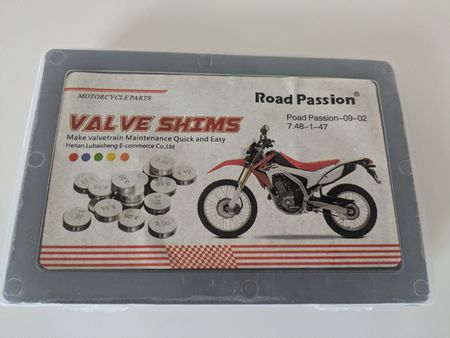 MOTORCYCLE PARTS
Road Passion®
VALVE SHIMS
Poad Passion-09-02
Make valvetrain Maintenance Quick and Easy
7.48-1-47
Henan Lubaisheng E-commerce Co.,Ltd